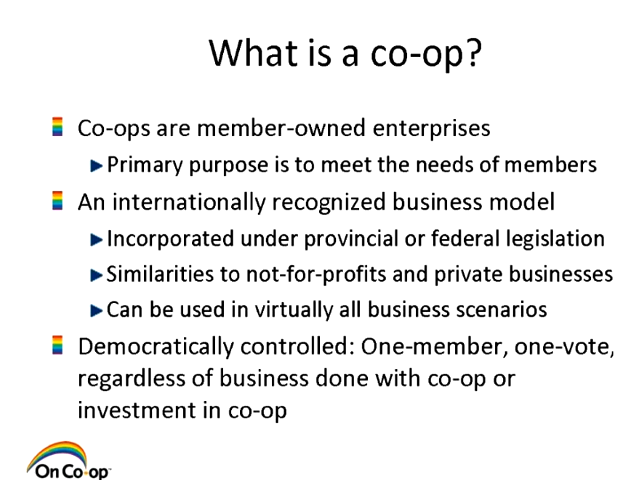 What is a co-op?
Co-ops are member-owned enterprises
Primary purpose is to meet the needs of members
An internationally recognized business model
Incorporated under provincial or federal legislation
Similarities to not-for-profits and private businesses
Can be used in virtually all business scenarios
Democratically controlled: One-member, one-vote,
regardless of business done with co-op or
investment in co-op
On Co-op